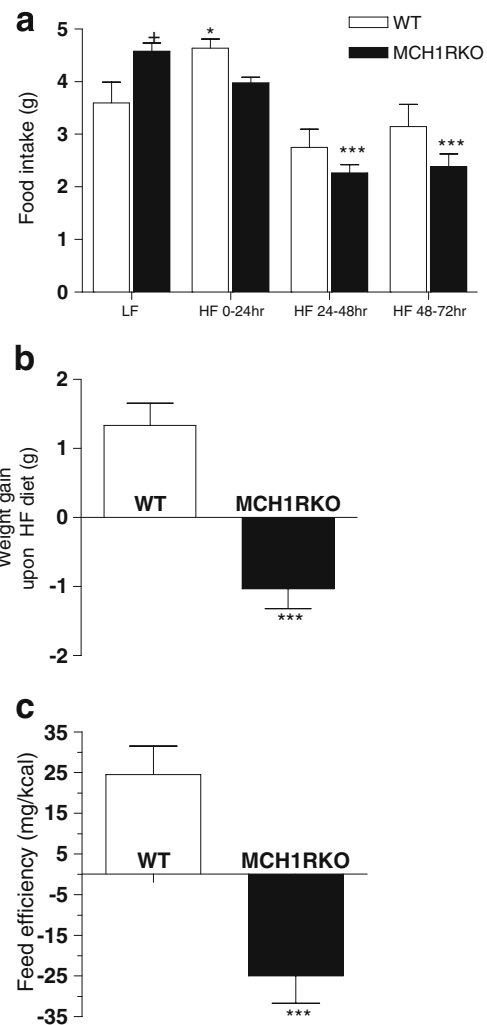 a
WT
MCH1RKO
Food intake (g)
5
4
3
2
1
0
+
*
***
***
LF
HF 0-24hr
HF 24-48hr
HF 48-72hr
b
Weight gain
upon HF diet (g)
2
1
0
-1
-2
WT
MCH1RKO
***
c
Feed efficiency (mg/kcal)
35
25
15
5
-5
-15
-25
-35
WT
MCH1RKO
***